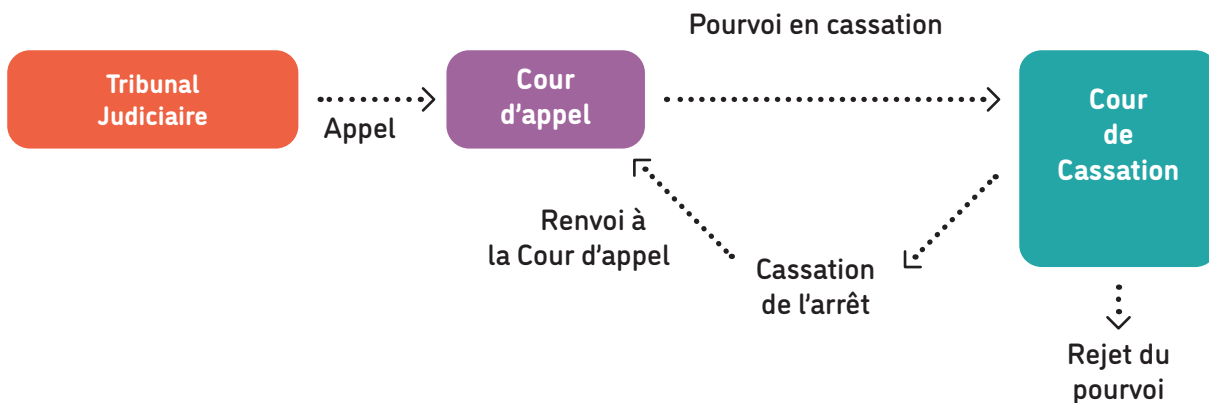 Pourvoi en cassation
Tribunal
Judiciaire
Appel
Cour
d'appel
Cour
de
Cassation
Renvoi à
la Cour d'appel
Cassation
de l'arrêt
Rejet du
pourvoi